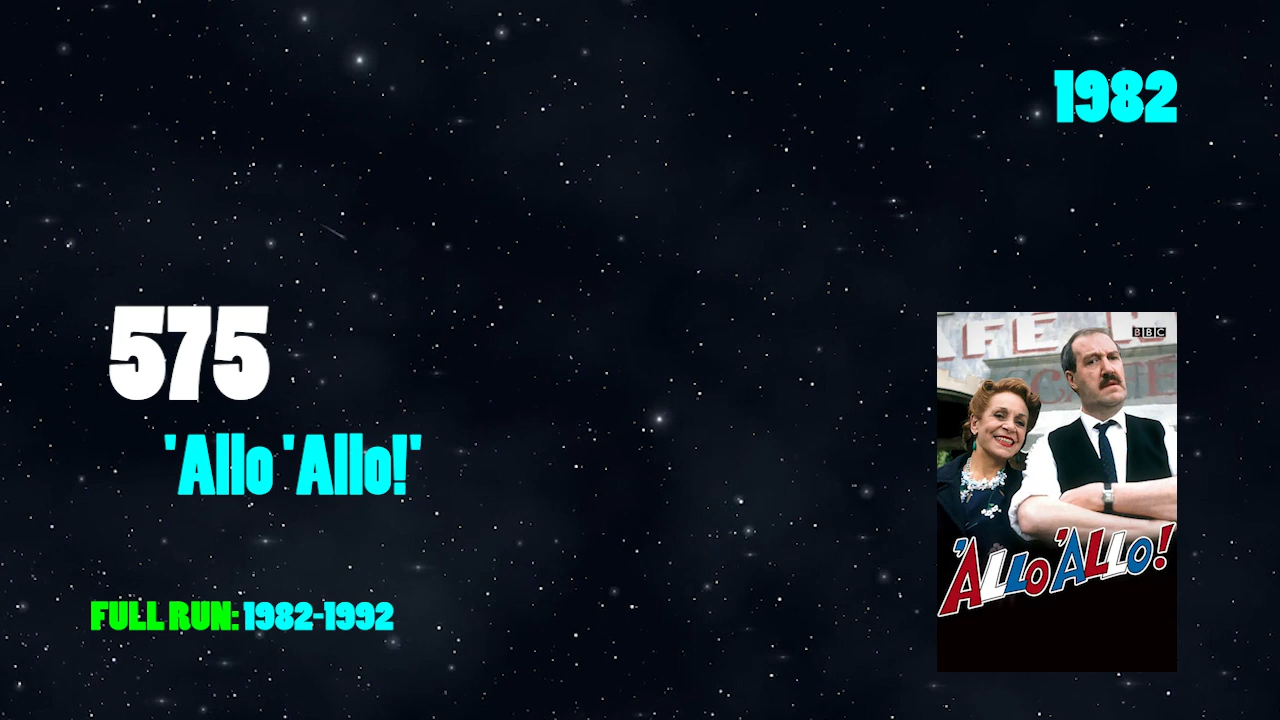 1982
575
'Allo 'Allo!'
FULL RUN: 1982-1992
BBC
'ALLO 'ALLO!